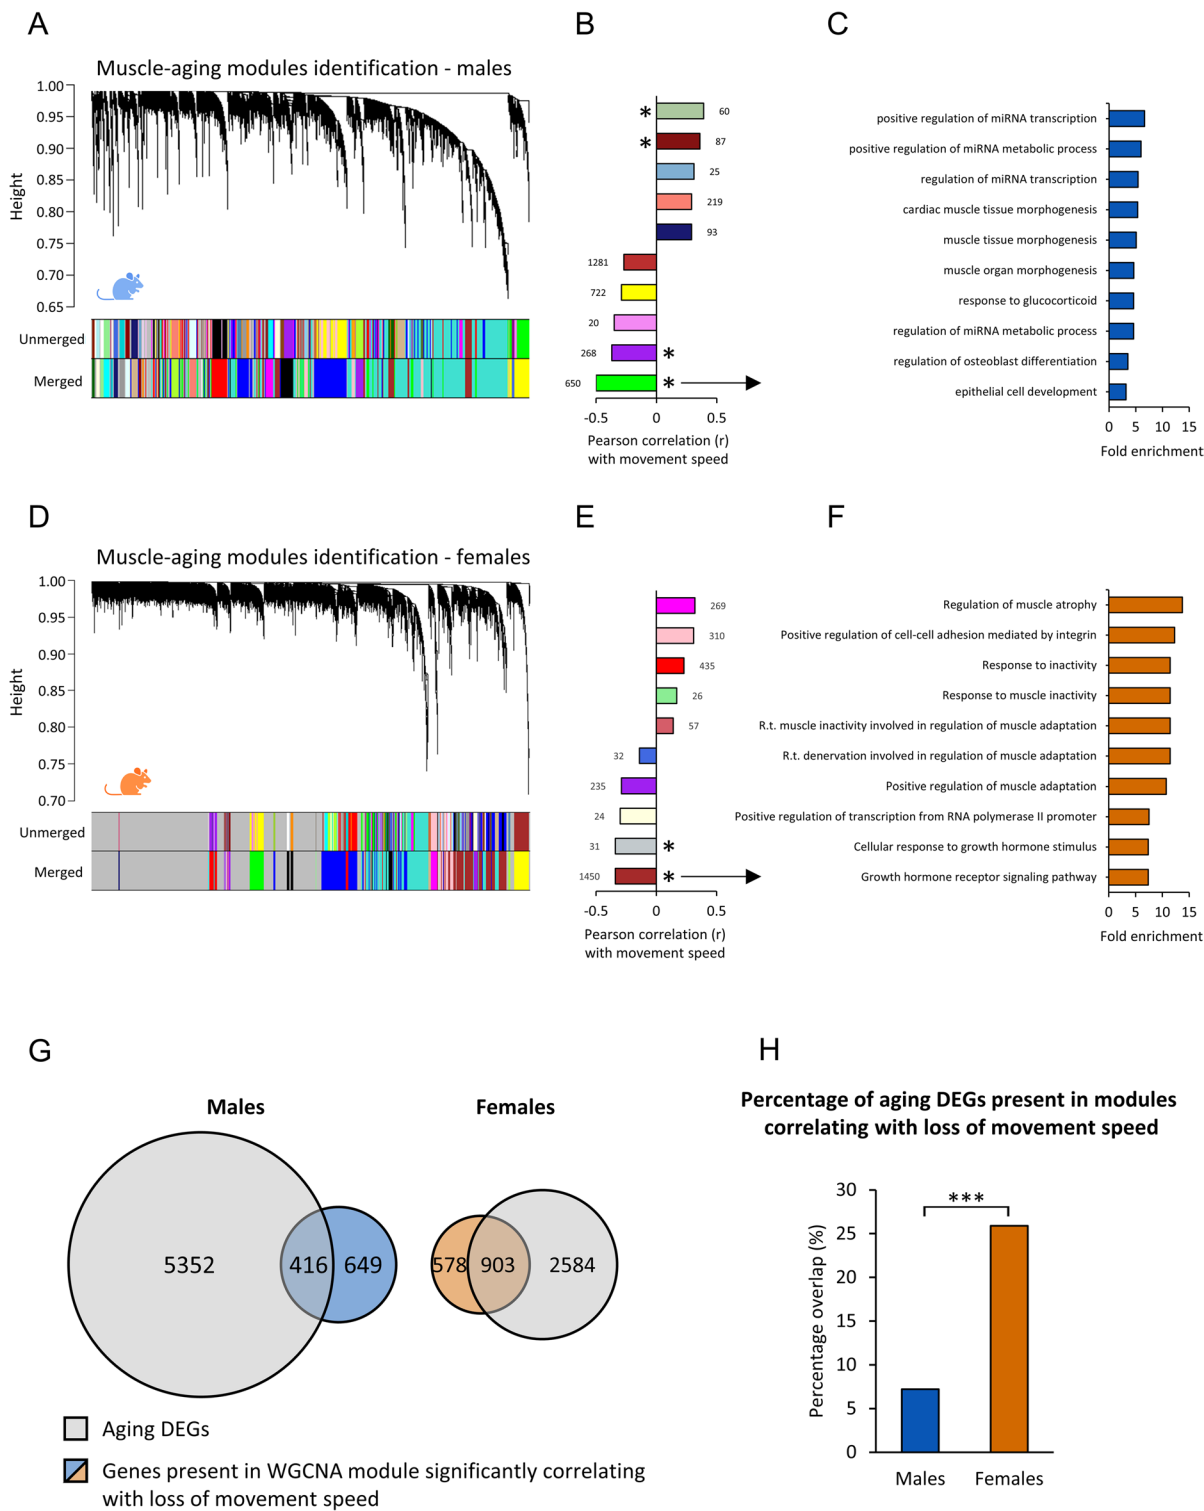 A
Muscle-aging modules identification - males
Height
1.00
0.95
0.90
0.85
0.80
0.75
0.70
0.65
Unmerged
Merged
B
* 60
* 87
25
219
93
1281
722
20
268 *
650 *
-0.5 0 0.5
Pearson correlation (r)
with movement speed
C
positive regulation of miRNA transcription
positive regulation of miRNA metabolic process
regulation of miRNA transcription
cardiac muscle tissue morphogenesis
muscle tissue morphogenesis
muscle organ morphogenesis
response to glucocorticoid
regulation of miRNA metabolic process
regulation of osteoblast differentiation
epithelial cell development
0 5 10 15
Fold enrichment
D
Muscle-aging modules identification - females
Height
1.00
0.95
0.90
0.85
0.80
0.75
0.70
Unmerged
Merged
E
269
310
435
26
57
32
235
24
31 *
1450 *
-0.5 0 0.5
Pearson correlation (r)
with movement speed
F
Regulation of muscle atrophy
Positive regulation of cell-cell adhesion mediated by integrin
Response to inactivity
Response to muscle inactivity
R.t. muscle inactivity involved in regulation of muscle adaptation
R.t. denervation involved in regulation of muscle adaptation
Positive regulation of muscle adaptation
Positive regulation of transcription from RNA polymerase II promoter
Cellular response to growth hormone stimulus
Growth hormone receptor signaling pathway
0 5 10 15
Fold enrichment
G
Males Females
5352 416 649 578 903 2584
Aging DEGs
Genes present in WGCNA module significantly correlating
with loss of movement speed
H
Percentage of aging DEGs present in modules
correlating with loss of movement speed
Percentage overlap (%)
30
25
20
15
10
5
0
***
Males Females